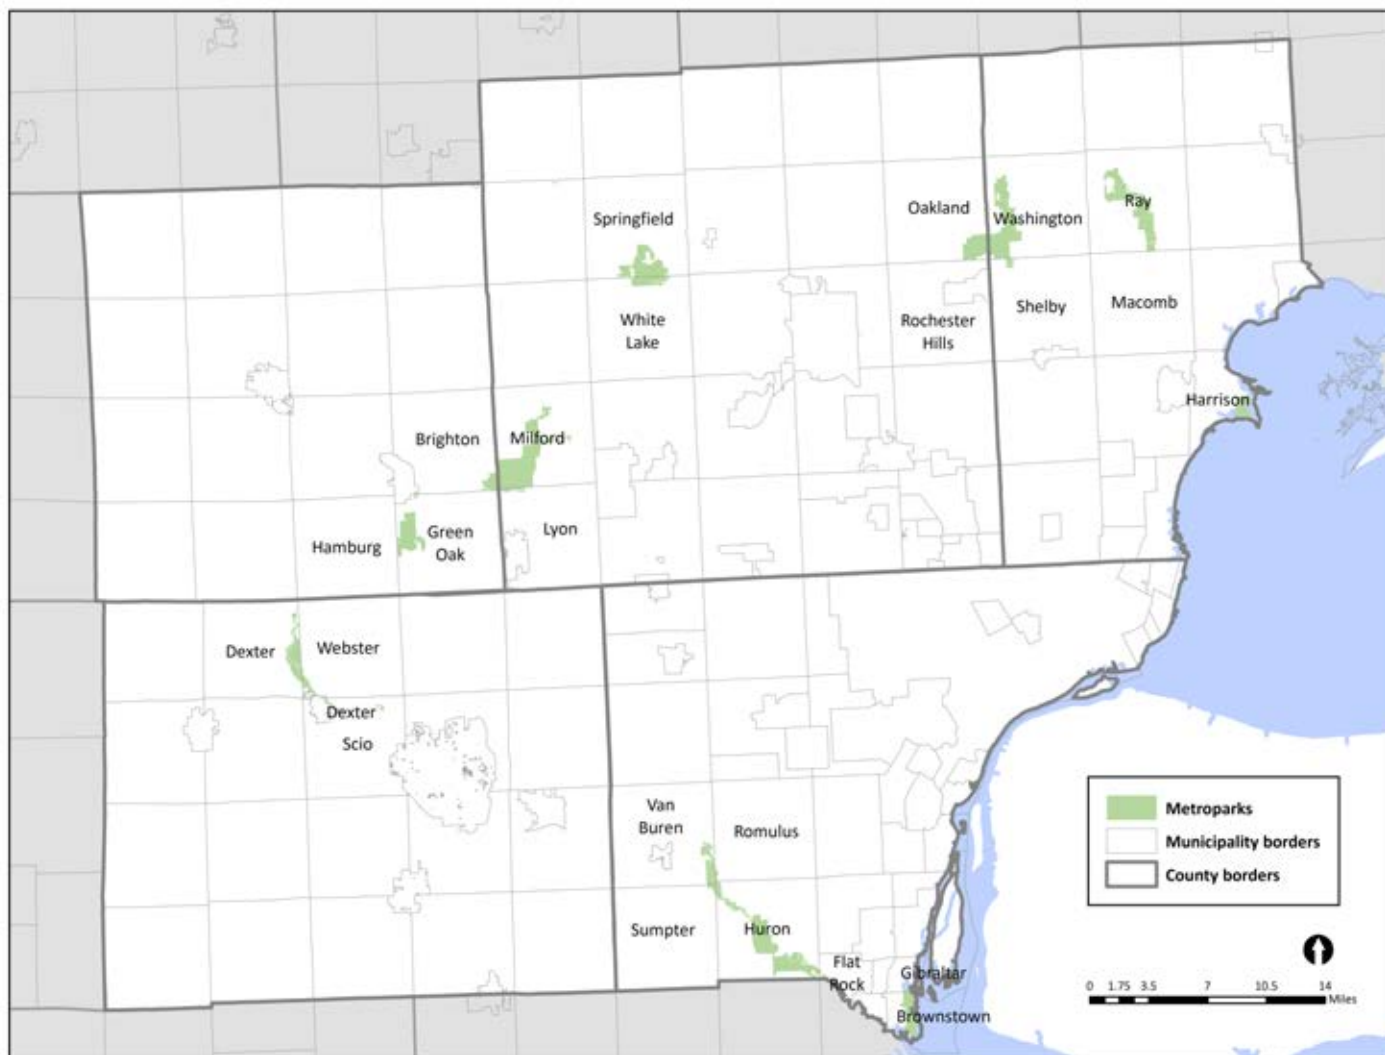 Springfield
Oakland
Washington
Ray
White
Lake
Rochester
Hills
Shelby
Macomb
Harrison
Brighton
Milford
Hamburg
Green
Oak
Lyon
Dexter
Webster
Dexter
Scio
Van
Buren
Romulus
Sumpter
Huron
Flat
Rock
Gibraltar
Brownstown
Metroparks
Municipality borders
County borders
0 1.75 3.5 7 10.5 14
Miles